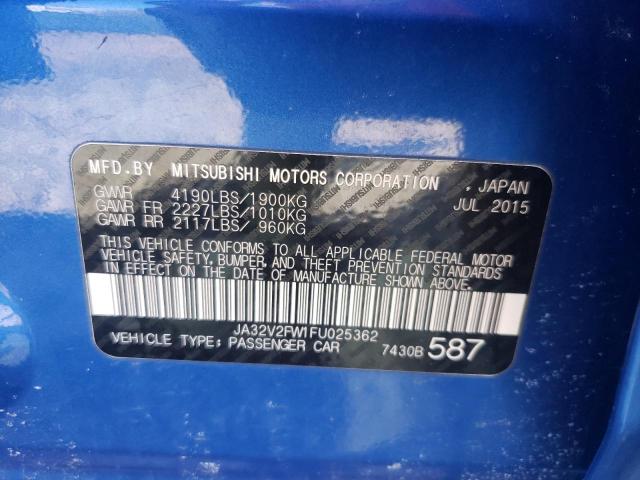 MFD.BY MITSUBISHI MOTORS CORPORATION , JAPAN
GVWR 4190LBS/1900KG JUL 2015
GAWR FR 2227LBS/1010KG
GAWR RR 2117LBS/ 960KG
THIS VEHICLE CONFORMS TO ALL APPLICABLE FEDERAL MOTOR
VEHICLE SAFETY, BUMPER, AND THEFT PREVENTION STANDARDS
IN EFFECT ON THE DATE OF MANUFACTURE SHOWN ABOVE.
JA32V2FW1FU025362
VEHICLE TYPE: PASSENGER CAR 7430B 587